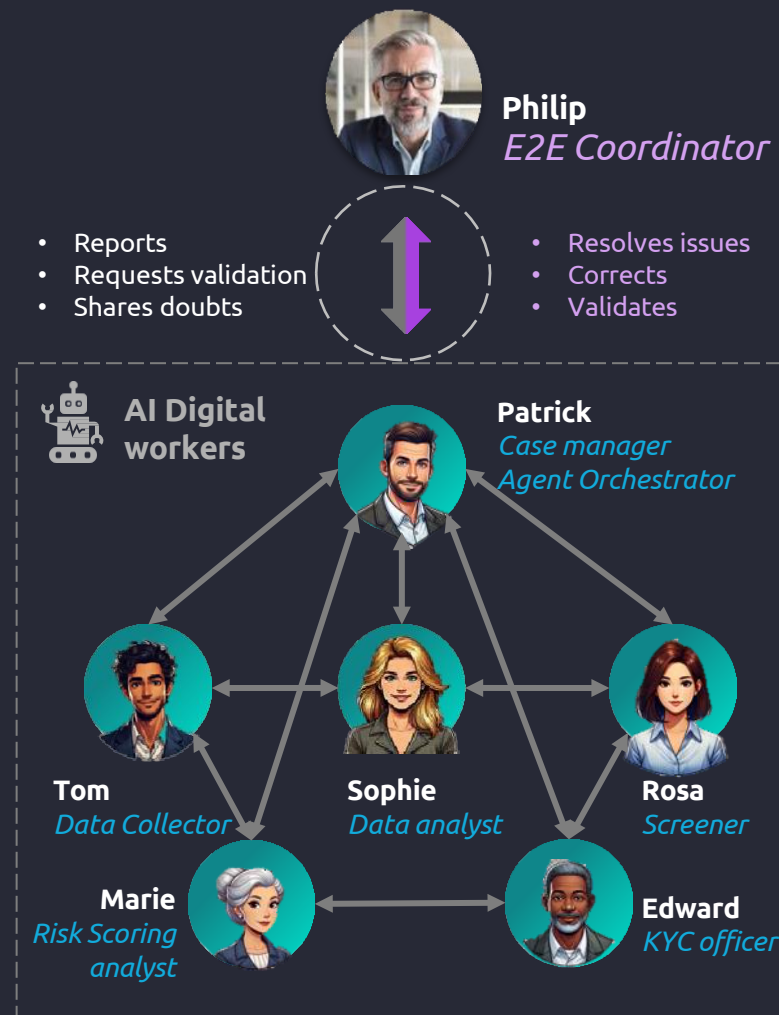 Philip
E2E Coordinator
• Reports
• Requests validation
• Shares doubts
• Resolves issues
• Corrects
• Validates
AI Digital
workers
Patrick
Case manager
Agent Orchestrator
Tom
Data Collector
Sophie
Data analyst
Rosa
Screener
Marie
Risk Scoring
analyst
Edward
KYC officer